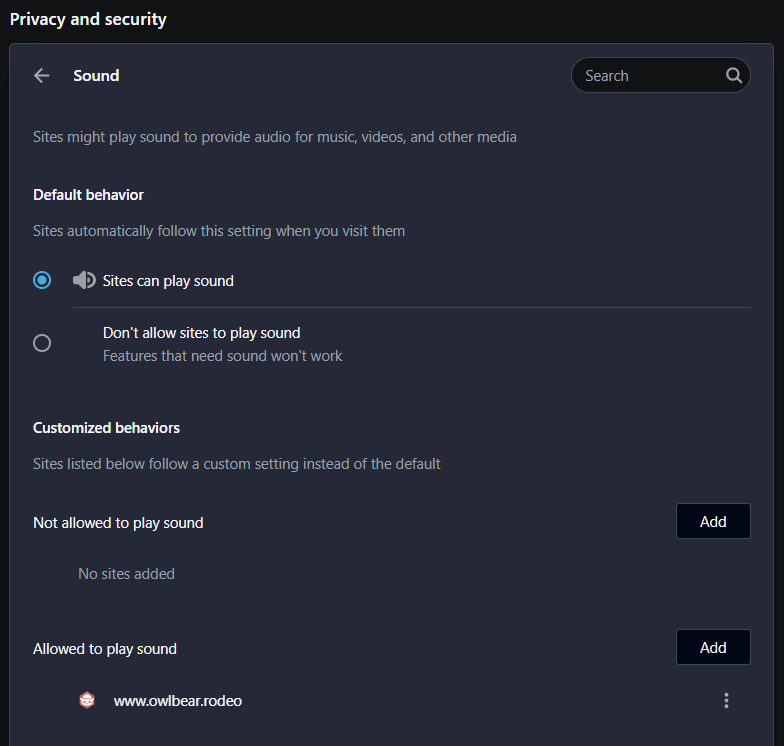 Privacy and security
Sound
Search
Sites might play sound to provide audio for music, videos, and other media
Default behavior
Sites automatically follow this setting when you visit them
Sites can play sound
Don't allow sites to play sound
Features that need sound won't work
Customized behaviors
Sites listed below follow a custom setting instead of the default
Not allowed to play sound
Add
No sites added
Allowed to play sound
Add
www.owlbear.rodeo